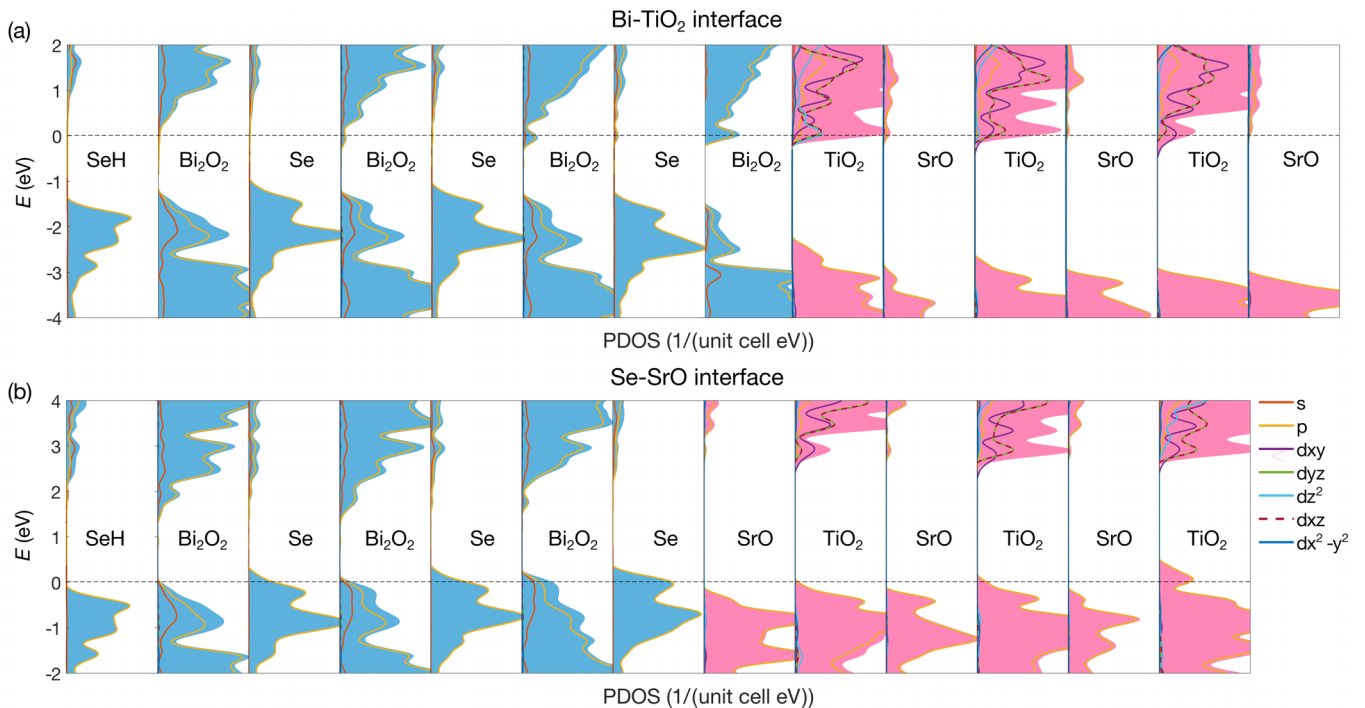 Bi-TiO₂ interface
(a)
2
1
0
-1
-2
-3
-4
E (eV)
SeH Bi₂O₂ Se Bi₂O₂ Se Bi₂O₂ Se Bi₂O₂ TiO₂ SrO TiO₂ SrO TiO₂ SrO
PDOS (1/(unit cell eV))
Se-SrO interface
(b)
4
3
2
4
1
0
-1
-2
E (eV)
SeH Bi₂O₂ Se Bi₂O₂ Se Bi₂O₂ Se SrO TiO₂ SrO TiO₂ SrO TiO₂
PDOS (1/(unit cell eV))
s
p
dxy
dyz
dz²
dxz
dx² -y²